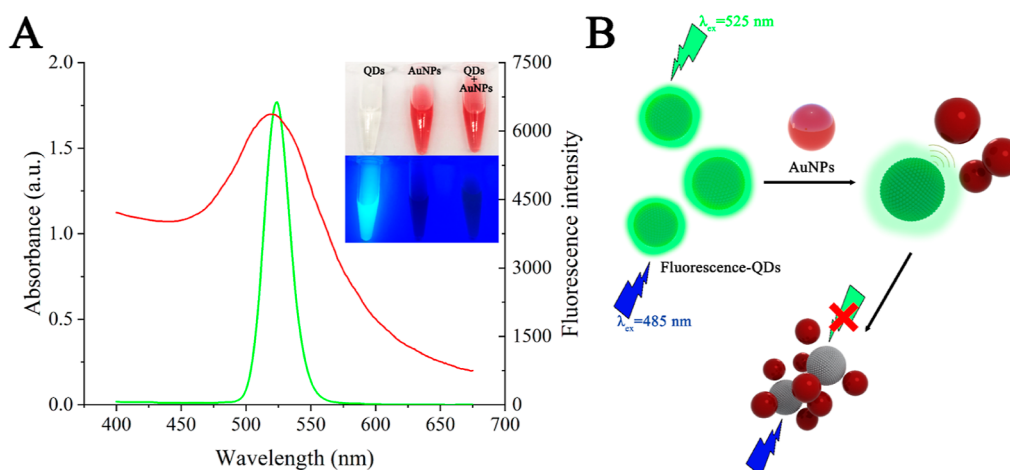 A
Absorbance (a.u.)
2.0
1.5
1.0
0.5
0.0
400
450
500
550
600
650
700
Wavelength (nm)
7500
6000
4500
3000
1500
0
Fluorescence intensity
QDs
AuNPs
QDs
+
AuNPs
B
λex=525 nm
AuNPs
Fluorescence-QDs
λex=485 nm